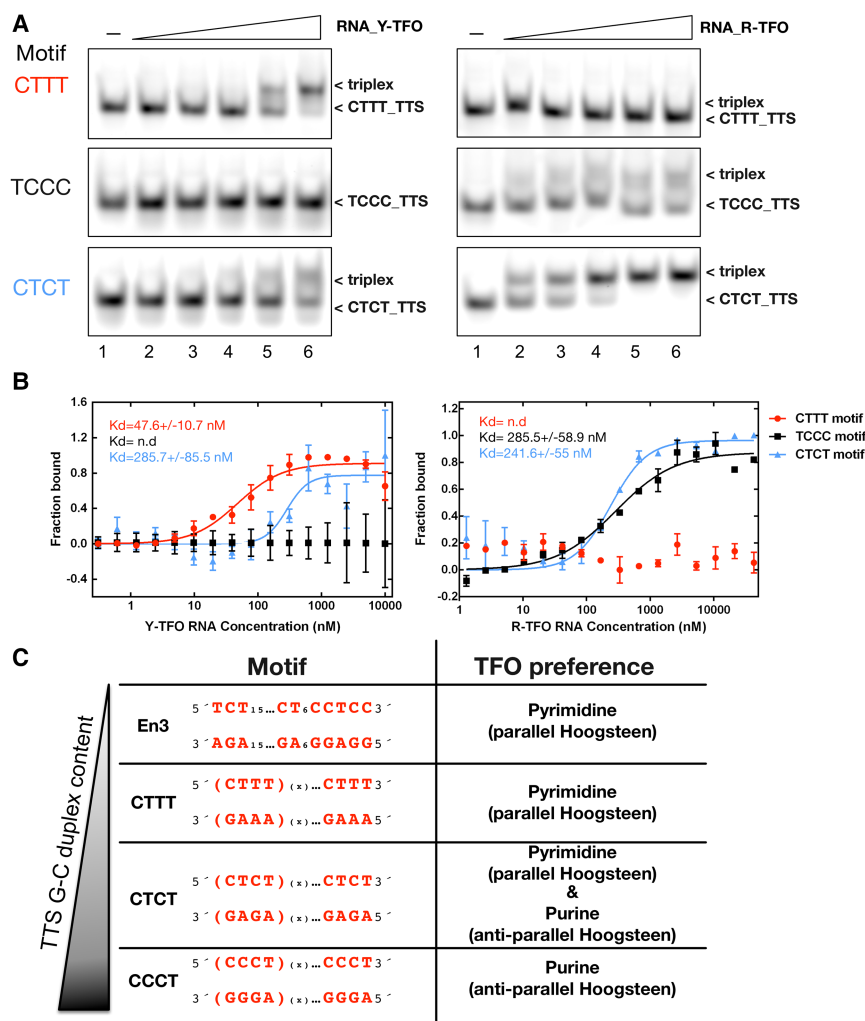 A
— RNA_Y-TFO
— RNA_R-TFO
Motif
CTTT
< triplex
< CTTT_TTS
< triplex
< CTTT_TTS
TCCC
< TCCC_TTS
< triplex
< TCCC_TTS
CTCT
< triplex
< CTCT_TTS
< triplex
< CTCT_TTS
1 2 3 4 5 6
1 2 3 4 5 6
B
Fraction bound
1.6
1.2
0.8
0.4
0.0
-0.4
Kd=47.6+/-10.7 nM
Kd= n.d
Kd=285.7+/-85.5 nM
1 10 100 1000 10000
Y-TFO RNA Concentration (nM)
Fraction bound
1.2
1.0
0.8
0.6
0.4
0.2
0.0
-0.2
Kd= n.d
Kd= 285.5+/-58.9 nM
Kd=241.6+/-55 nM
1 10 100 1000 10000
R-TFO RNA Concentration (nM)
CTTT motif
TCCC motif
CTCT motif
C
Motif
TFO preference
TTS G-C duplex content
En3
5 ´ TCT15…CT6CCTCC3 ´
3 ´ AGA15…GA6GGAGG5 ´
Pyrimidine
(parallel Hoogsteen)
CTTT
5 ´ (CTTT)(x)…CTTT3 ´
3 ´ (GAAA)(x)…GAAA5 ´
Pyrimidine
(parallel Hoogsteen)
CTCT
5 ´ (CTCT)(x)…CTCT3 ´
3 ´ (GAGA)(x)…GAGA5 ´
Pyrimidine
(parallel Hoogsteen)
&
Purine
(anti-parallel Hoogsteen)
CCCT
5 ´ (CCCT)(x)…CCCT3 ´
3 ´ (GGGA)(x)…GGGA5 ´
Purine
(anti-parallel Hoogsteen)